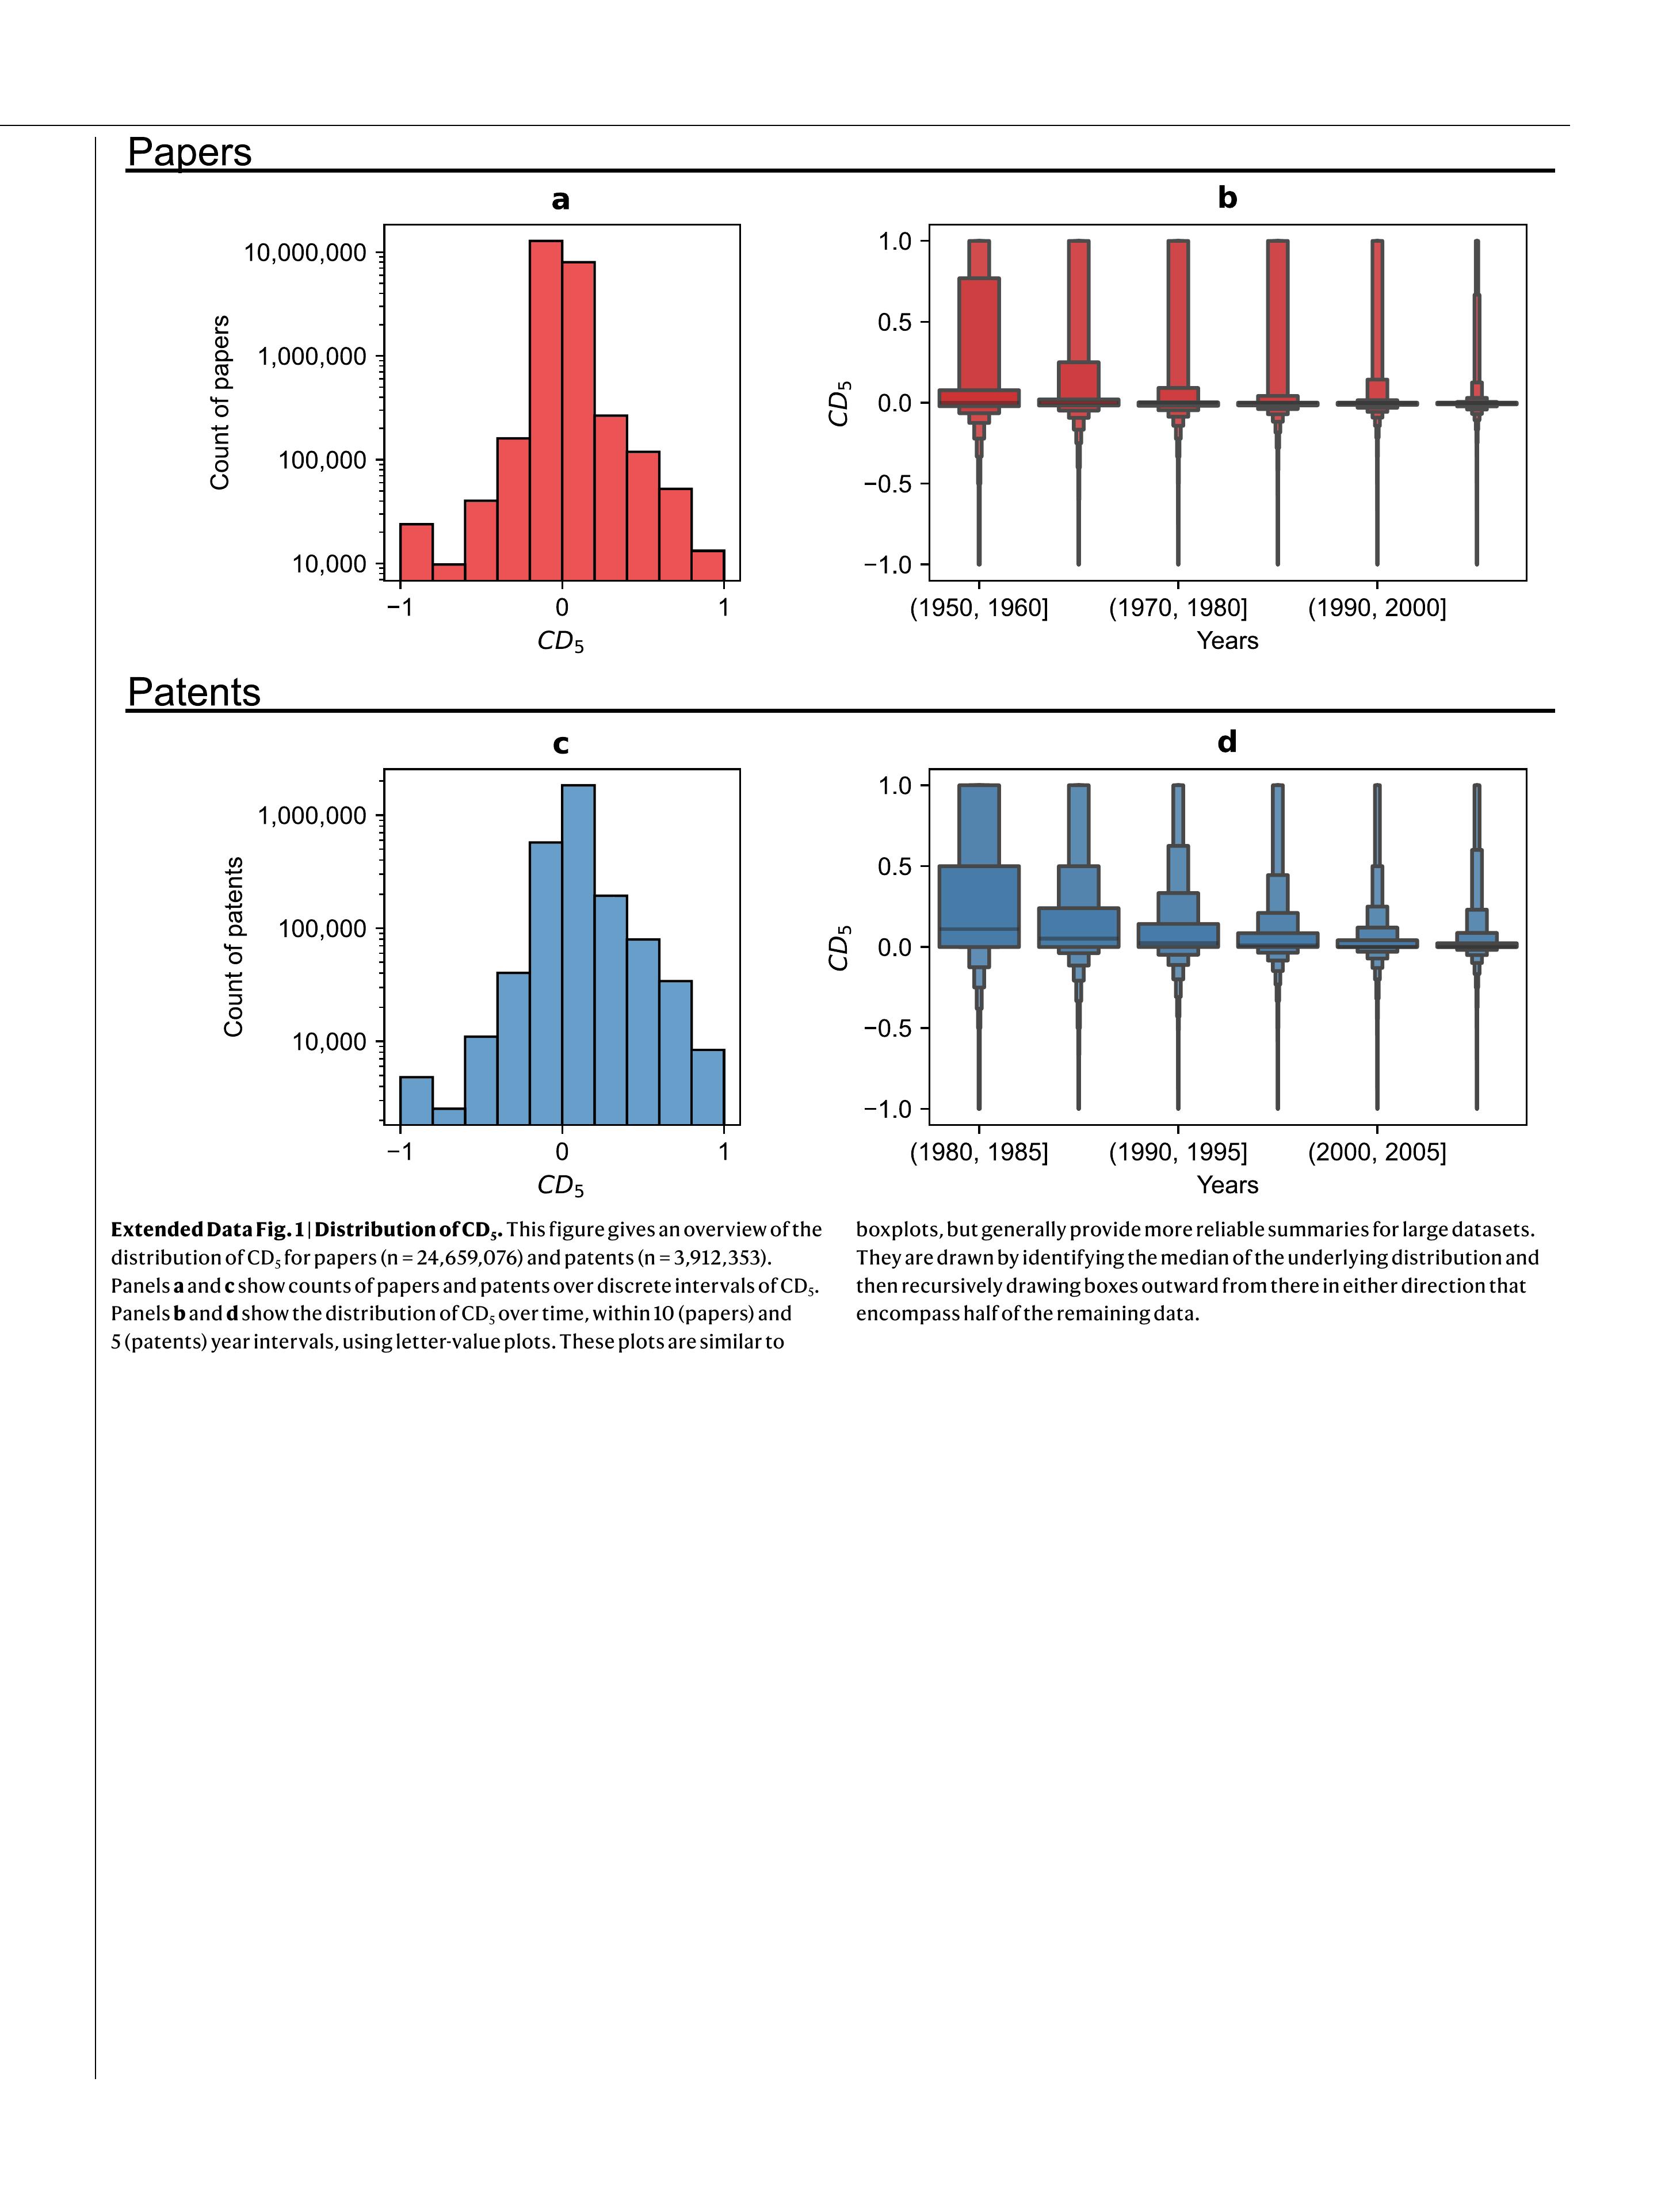 Papers
a
10,000,000
1,000,000
100,000
10,000
Count of papers
−1 0 1
CD5
b
1.0
0.5
0.0
−0.5
−1.0
CD5
(1950, 1960] (1970, 1980] (1990, 2000]
Years
Patents
c
1,000,000
100,000
10,000
Count of patents
−1 0 1
CD5
d
1.0
0.5
0.0
−0.5
−1.0
CD5
(1980, 1985] (1990, 1995] (2000, 2005]
Years
Extended Data Fig. 1 | Distribution of CD5. This figure gives an overview of the
distribution of CD5 for papers (n = 24,659,076) and patents (n = 3,912,353).
Panels a and c show counts of papers and patents over discrete intervals of CD5.
Panels b and d show the distribution of CD5 over time, within 10 (papers) and
5 (patents) year intervals, using letter-value plots. These plots are similar to
boxplots, but generally provide more reliable summaries for large datasets.
They are drawn by identifying the median of the underlying distribution and
then recursively drawing boxes outward from there in either direction that
encompass half of the remaining data.